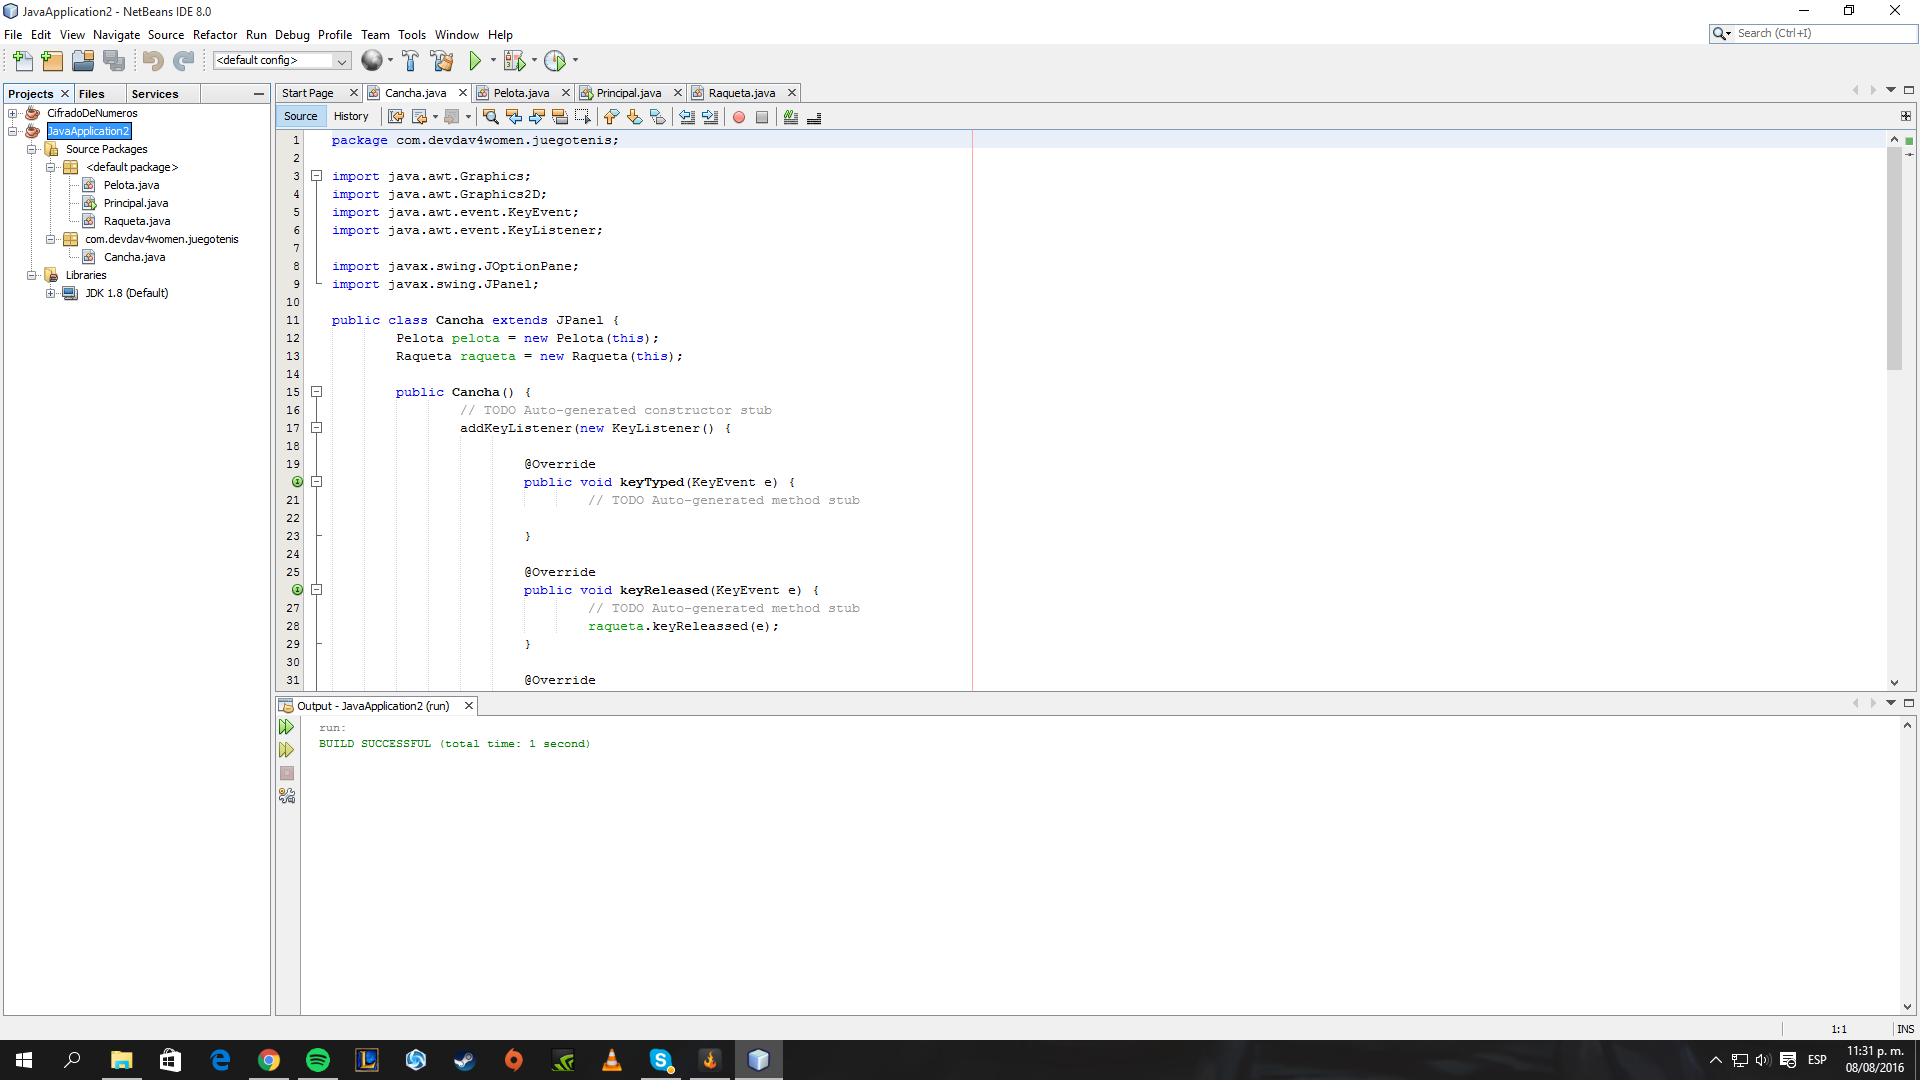 JavaApplication2 - NetBeans IDE 8.0
File Edit View Navigate Source Refactor Run Debug Profile Team Tools Window Help
Search (Ctrl+I)
<default config>
Projects Files Services
CifradoDeNumeros
JavaApplication2
Source Packages
<default package>
Pelota.java
Principal.java
Raqueta.java
com.devdav4women.juegotenis
Cancha.java
Libraries
JDK 1.8 (Default)
Start Page Cancha.java Pelota.java Principal.java Raqueta.java
Source History
1 package com.devdav4women.juegotenis;
2
3 import java.awt.Graphics;
4 import java.awt.Graphics2D;
5 import java.awt.event.KeyEvent;
6 import java.awt.event.KeyListener;
7
8 import javax.swing.JOptionPane;
9 import javax.swing.JPanel;
10
11 public class Cancha extends JPanel {
12 Pelota pelota = new Pelota(this);
13 Raqueta raqueta = new Raqueta(this);
14
15 public Cancha() {
16 // TODO Auto-generated constructor stub
17 addKeyListener(new KeyListener() {
18
19 @Override
public void keyTyped(KeyEvent e) {
21 // TODO Auto-generated method stub
22
23 }
24
25 @Override
public void keyReleased(KeyEvent e) {
27 // TODO Auto-generated method stub
28 raqueta.keyReleassed(e);
29 }
30
31 @Override
Output - JavaApplication2 (run)
run:
BUILD SUCCESSFUL (total time: 1 second)
1:1 INS
ESP
11:31 p. m.
08/08/2016